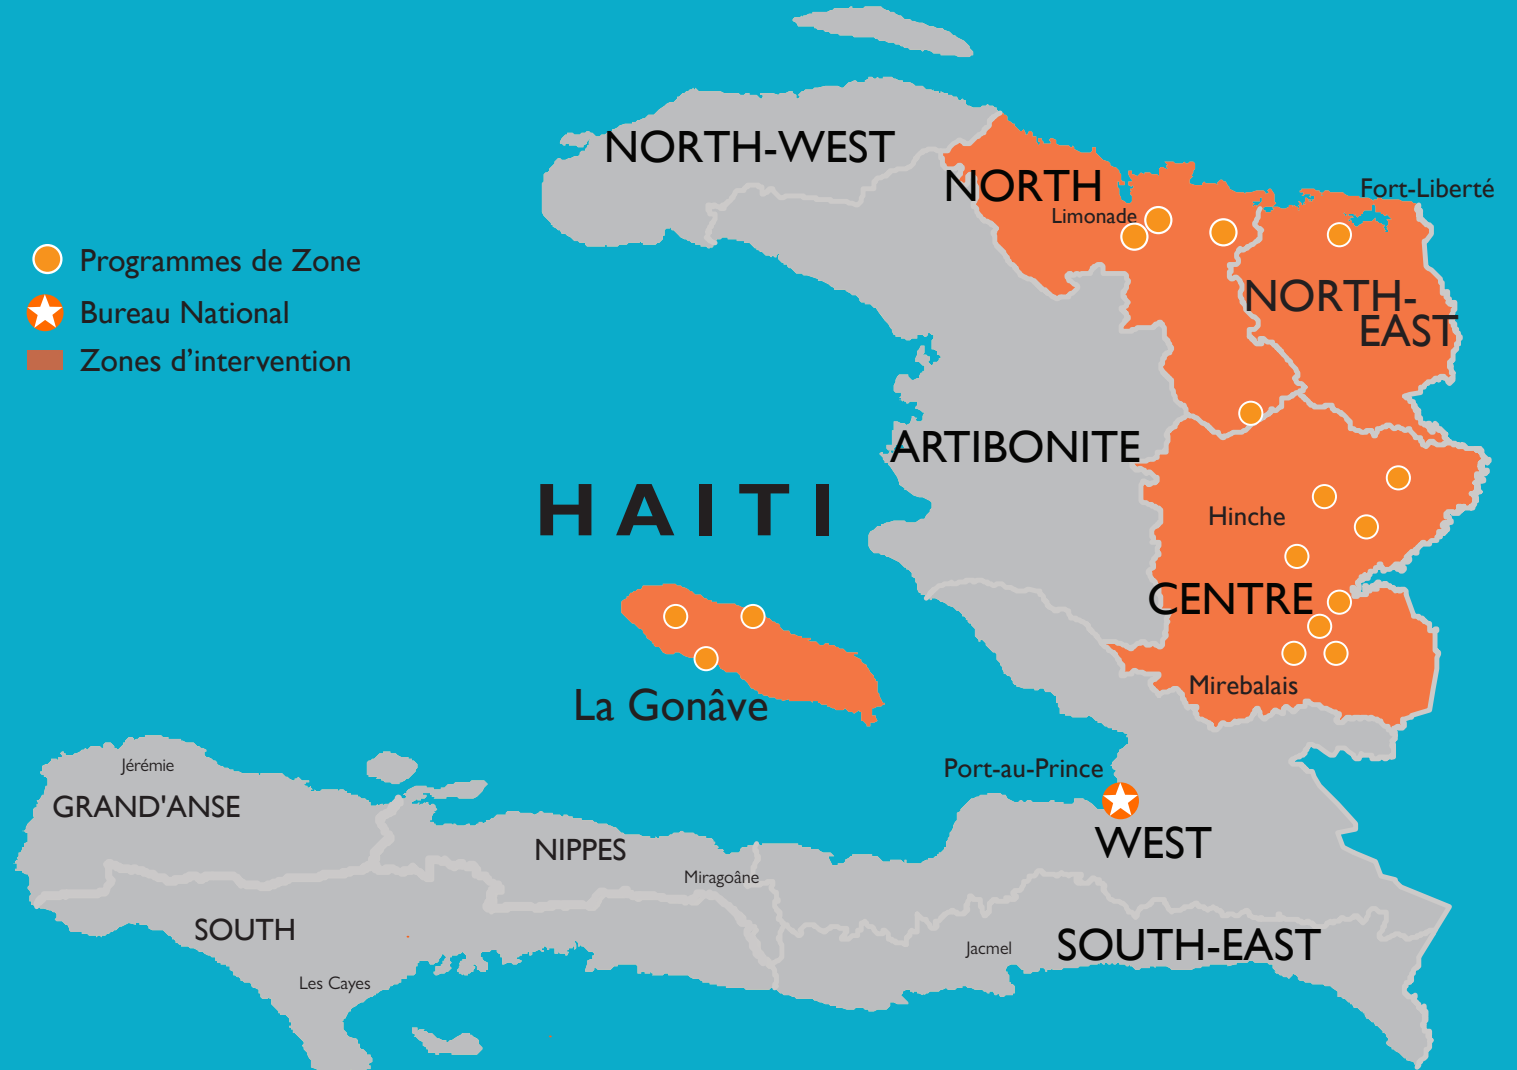 NORTH-WEST
NORTH
Limonade
Fort-Liberté
Programmes de Zone
Bureau National
Zones d'intervention
NORTH-
EAST
ARTIBONITE
HAITI
Hinche
CENTRE
Mirebalais
La Gonâve
Port-au-Prince
Jérémie
GRAND'ANSE
WEST
NIPPES
Miragoâne
SOUTH
Jacmel
SOUTH-EAST
Les Cayes